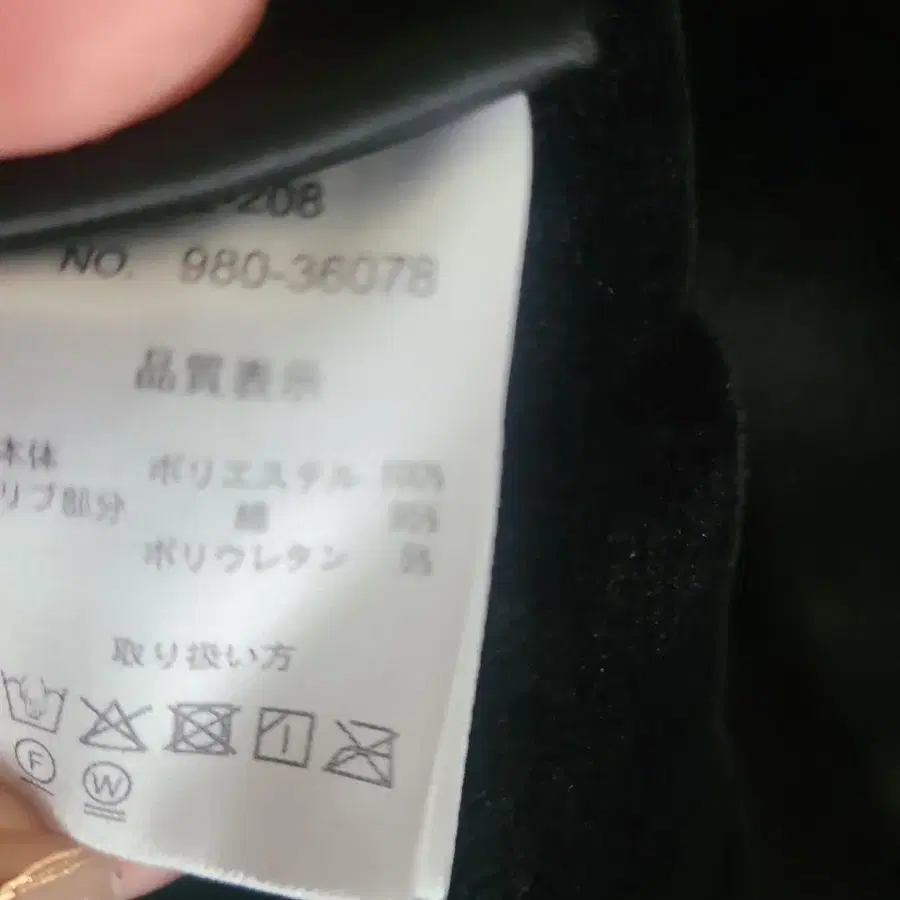 -208
NO. 980-36078
品質表示
本体 ポリエステル 100%
リブ部分 綿
ポリウレタン
取り扱い方
F
W